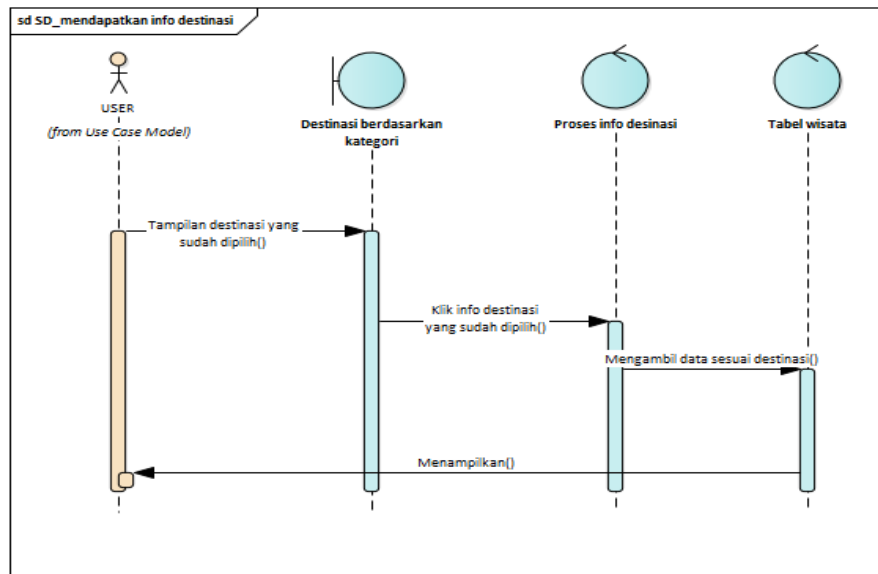 sd SD_mendapatkan info destinasi
USER
(from Use Case Model)
Destinasi berdasarkan
kategori
Proses info desinasi
Tabel wisata
Tampilan destinasi yang
sudah dipilih()
Klik info destinasi
yang sudah dipilih()
Mengambil data sesuai destinasi()
Menampilkan()